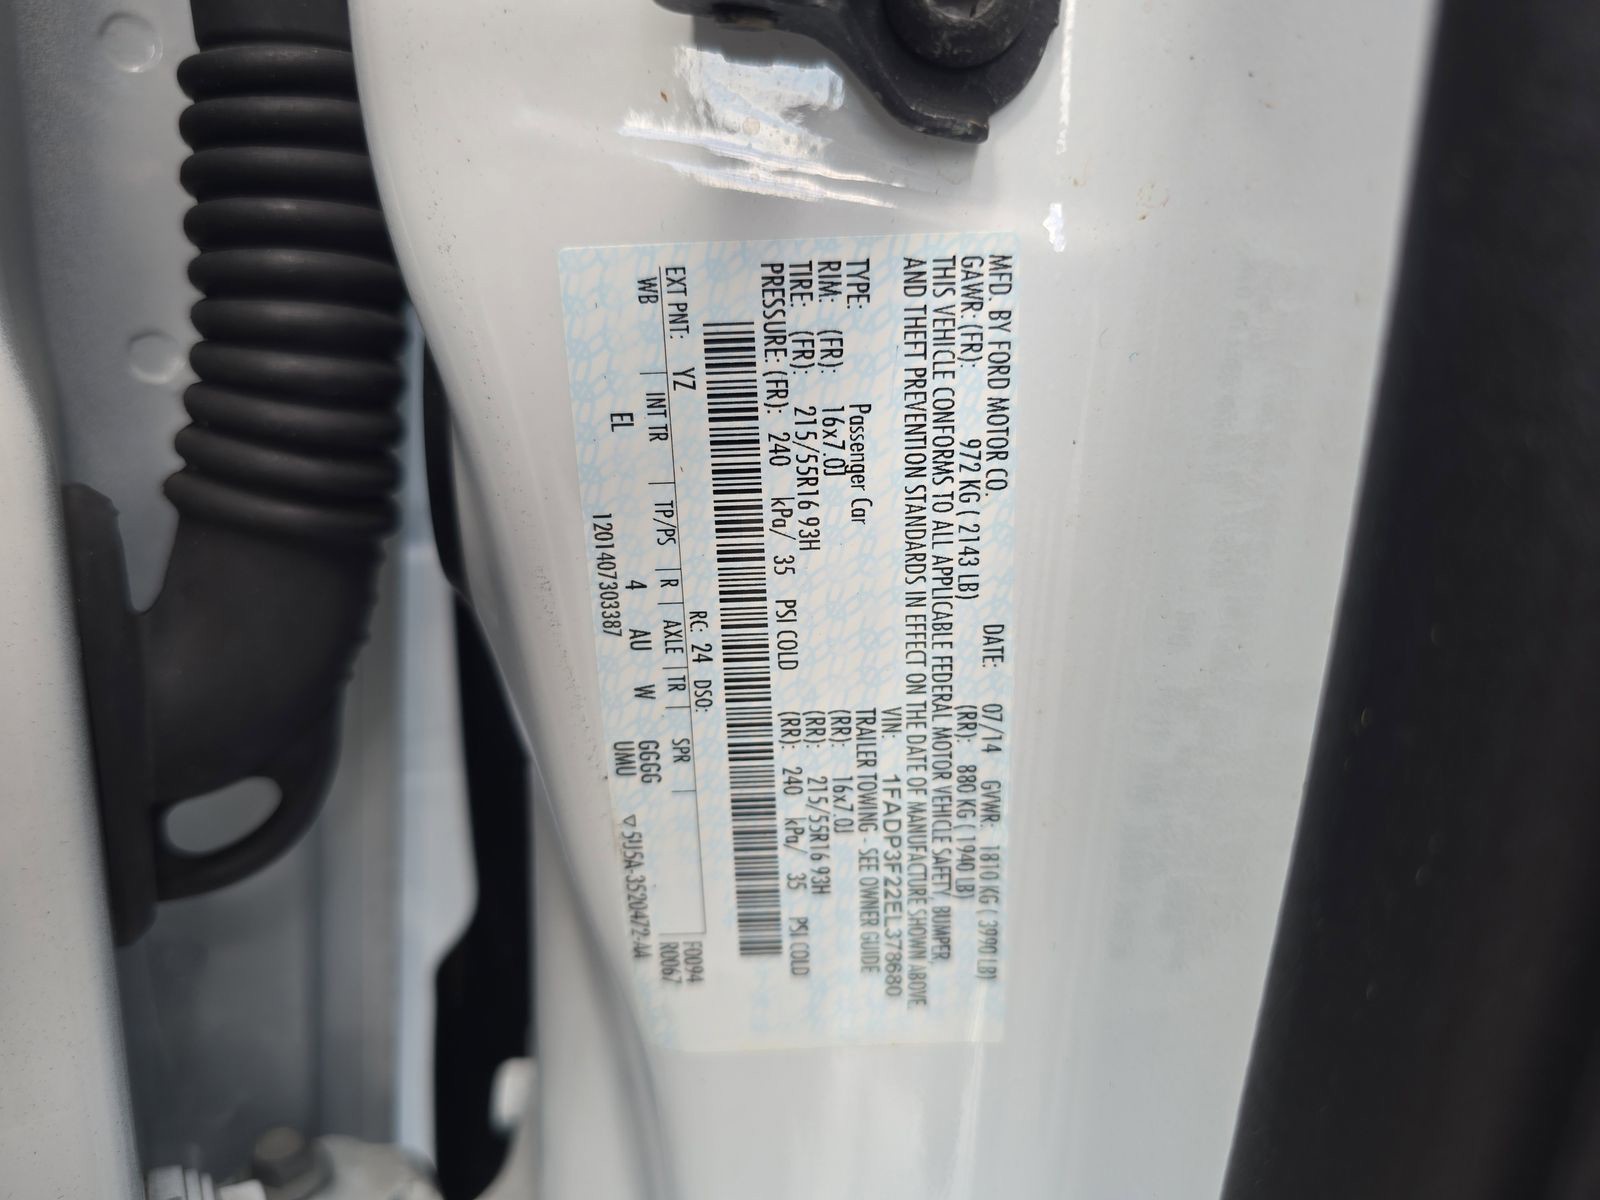 MFD. BY FORD MOTOR CO. DATE: 07/14 GVWR: 1810 KG ( 3990 LB)
GAWR: (FR): 972 KG ( 2143 LB) (RR): 880 KG ( 1940 LB)
THIS VEHICLE CONFORMS TO ALL APPLICABLE FEDERAL MOTOR VEHICLE SAFETY, BUMPER,
AND THEFT PREVENTION STANDARDS IN EFFECT ON THE DATE OF MANUFACTURE SHOWN ABOVE
VIN: 1FADP3F22EL378680
TYPE: Passenger Car TRAILER TOWING - SEE OWNER GUIDE
RIM: (FR): 16x7.0J (RR): 16x7.0J
TIRE: (FR): 215/55R16 93H (RR): 215/55R16 93H
PRESSURE: (FR): 240 kPa/ 35 PSI COLD (RR): 240 kPa/ 35 PSI COLD
RC: 24 DSO: F0094
EXT PNT: YZ R0067
WB | INT TR | TP/PS | R | AXLE | TR | SPR |
EL 4 AU W GGGG
UMU
120140730338​7 ▽5U5A-3520472-AA